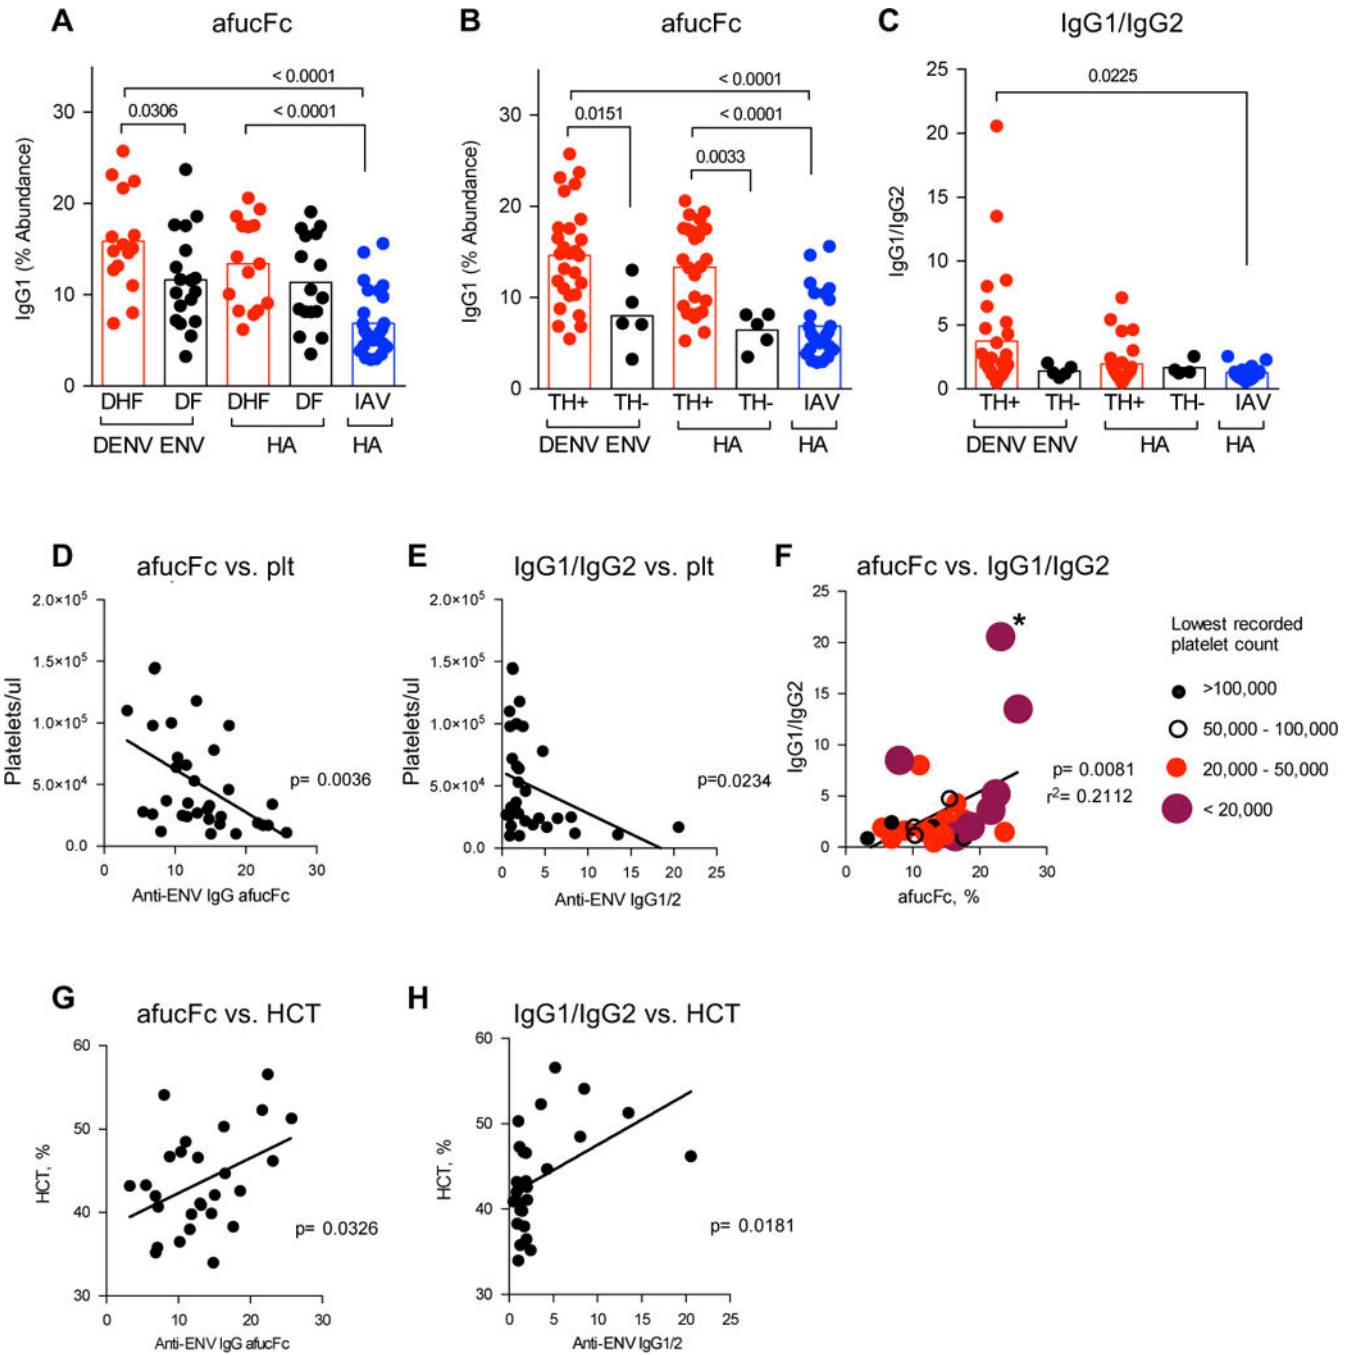 A
afucFc
IgG1 (% Abundance)
30
20
10
0
< 0.0001
0.0306
< 0.0001
DHF DF DHF DF IAV
DENV ENV HA HA
B
afucFc
IgG1 (% Abundance)
30
20
10
0
< 0.0001
0.0151
< 0.0001
0.0033
TH+ TH- TH+ TH- IAV
DENV ENV HA HA
C
IgG1/IgG2
IgG1/IgG2
25
20
15
10
5
0
0.0225
TH+ TH- TH+ TH- IAV
DENV ENV HA HA
D
afucFc vs. plt
Platelets/ul
2.0×10⁵
1.5×10⁵
1.0×10⁵
5.0×10⁴
0.0
p= 0.0036
0 10 20 30
Anti-ENV IgG afucFc
E
IgG1/IgG2 vs. plt
Platelets/ul
2.0×10⁵
1.5×10⁵
1.0×10⁵
5.0×10⁴
0.0
p=0.0234
0 5 10 15 20 25
Anti-ENV IgG1/2
F
afucFc vs. IgG1/IgG2
IgG1/IgG2
25
20
15
10
5
0
*
p= 0.0081
r²= 0.2112
0 10 20 30
afucFc, %
Lowest recorded
platelet count
>100,000
50,000 - 100,000
20,000 - 50,000
< 20,000
G
afucFc vs. HCT
HCT, %
60
50
40
30
p= 0.0326
0 10 20 30
Anti-ENV IgG afucFc
H
IgG1/IgG2 vs. HCT
HCT, %
60
50
40
30
p= 0.0181
0 5 10 15 20 25
Anti-ENV IgG1/2